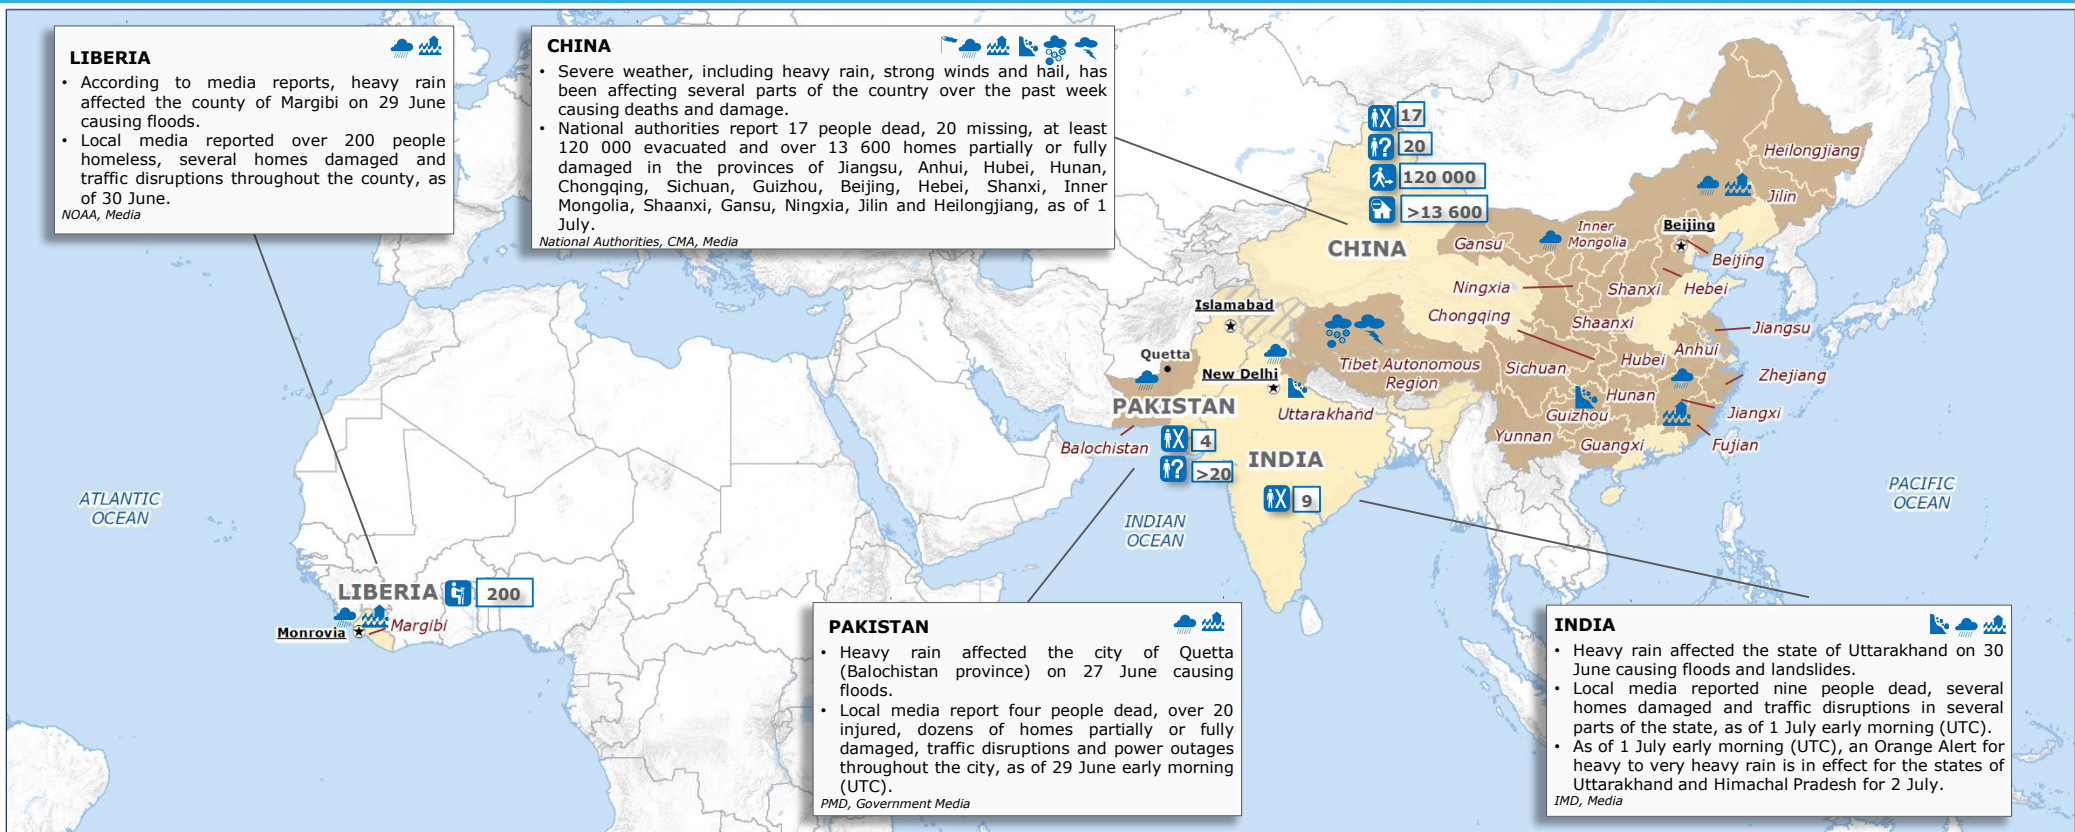 LIBERIA
• According to media reports, heavy rain
affected the county of Margibi on 29 June
causing floods.
• Local media reported over 200 people
homeless, several homes damaged and
traffic disruptions throughout the county, as
of 30 June.
NOAA, Media
CHINA
• Severe weather, including heavy rain, strong winds and hail, has
been affecting several parts of the country over the past week
causing deaths and damage.
• National authorities report 17 people dead, 20 missing, at least
120 000 evacuated and over 13 600 homes partially or fully
damaged in the provinces of Jiangsu, Anhui, Hubei, Hunan,
Chongqing, Sichuan, Guizhou, Beijing, Hebei, Shanxi, Inner
Mongolia, Shaanxi, Gansu, Ningxia, Jilin and Heilongjiang, as of 1
July.
National Authorities, CMA, Media
17
20
120 000
>13 600
CHINA
Heilongjiang
Jilin
Inner
Mongolia
Beijing
Gansu
Beijing
Ningxia
Shanxi
Hebei
Chongqing
Shaanxi
Jiangsu
Islamabad
Quetta
New Delhi
Tibet Autonomous
Region
Sichuan
Hubei
Anhui
Zhejiang
PAKISTAN
Uttarakhand
Guizhou
Hunan
Jiangxi
Balochistan
Yunnan
Guangxi
Fujian
4
>20
INDIA
9
ATLANTIC
OCEAN
INDIAN
OCEAN
PACIFIC
OCEAN
LIBERIA
200
Monrovia
Margibi
PAKISTAN
• Heavy rain affected the city of Quetta
(Balochistan province) on 27 June causing
floods.
• Local media report four people dead, over 20
injured, dozens of homes partially or fully
damaged, traffic disruptions and power outages
throughout the city, as of 29 June early morning
(UTC).
PMD, Government Media
INDIA
• Heavy rain affected the state of Uttarakhand on 30
June causing floods and landslides.
• Local media reported nine people dead, several
homes damaged and traffic disruptions in several
parts of the state, as of 1 July early morning (UTC).
• As of 1 July early morning (UTC), an Orange Alert for
heavy to very heavy rain is in effect for the states of
Uttarakhand and Himachal Pradesh for 2 July.
IMD, Media